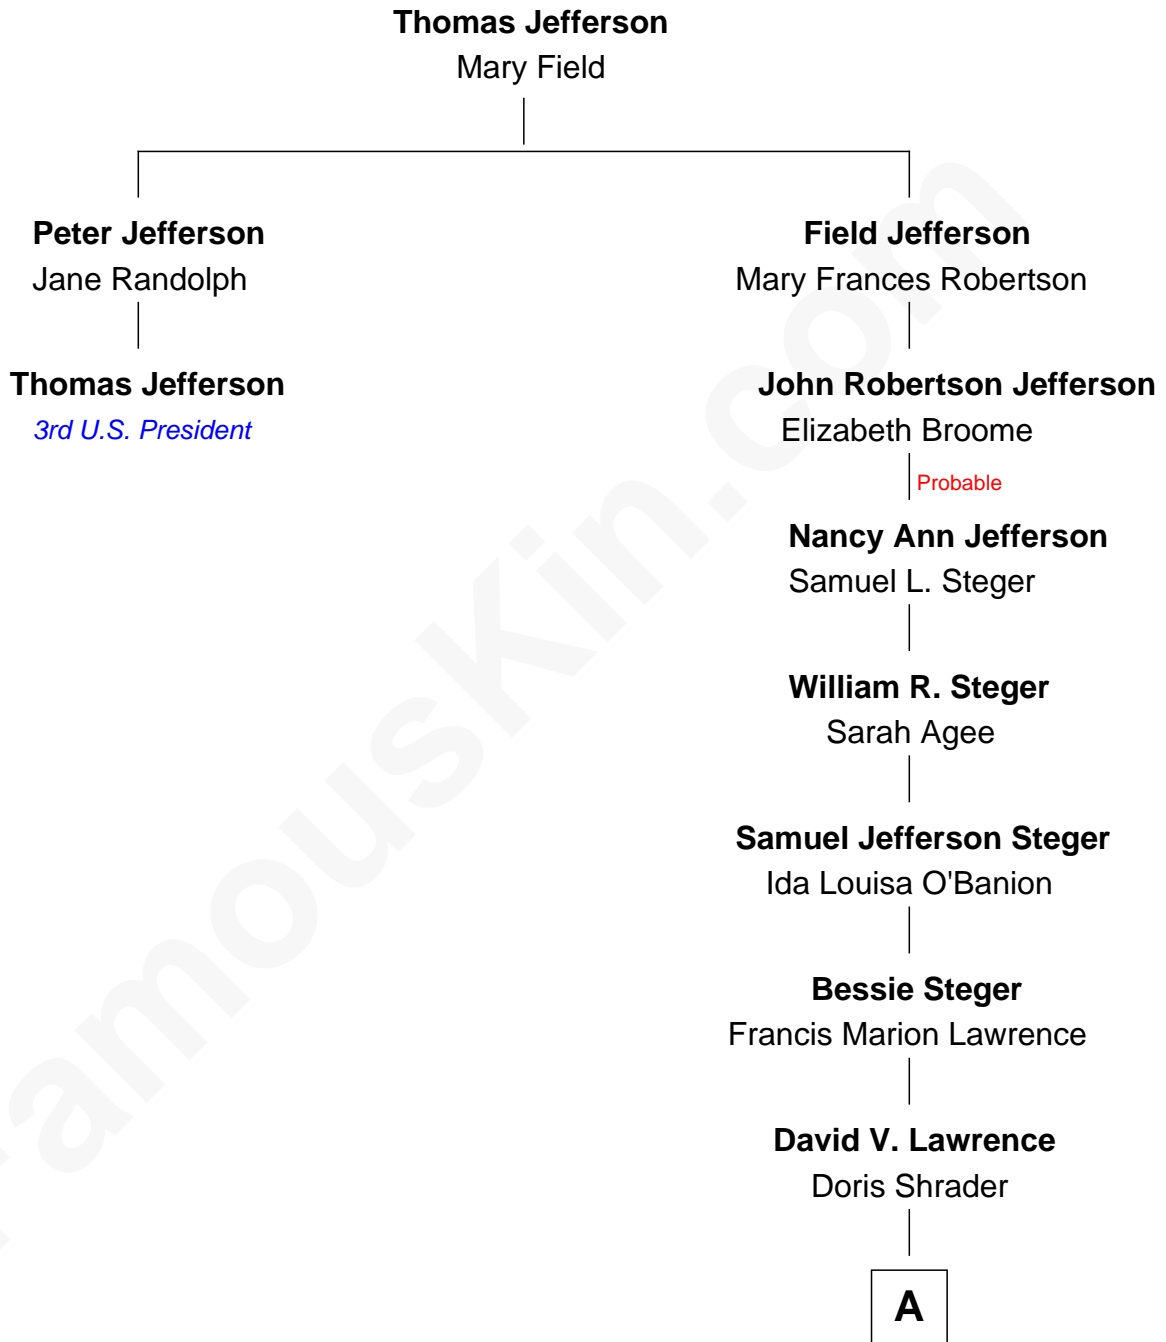 Thomas Jefferson
Mary Field
Peter Jefferson
Jane Randolph
Thomas Jefferson
3rd U.S. President
Field Jefferson
Mary Frances Robertson
John Robertson Jefferson
Elizabeth Broome
Probable
Nancy Ann Jefferson
Samuel L. Steger
William R. Steger
Sarah Agee
Samuel Jefferson Steger
Ida Louisa O'Banion
Bessie Steger
Francis Marion Lawrence
David V. Lawrence
Doris Shrader
A
FamousKin.com